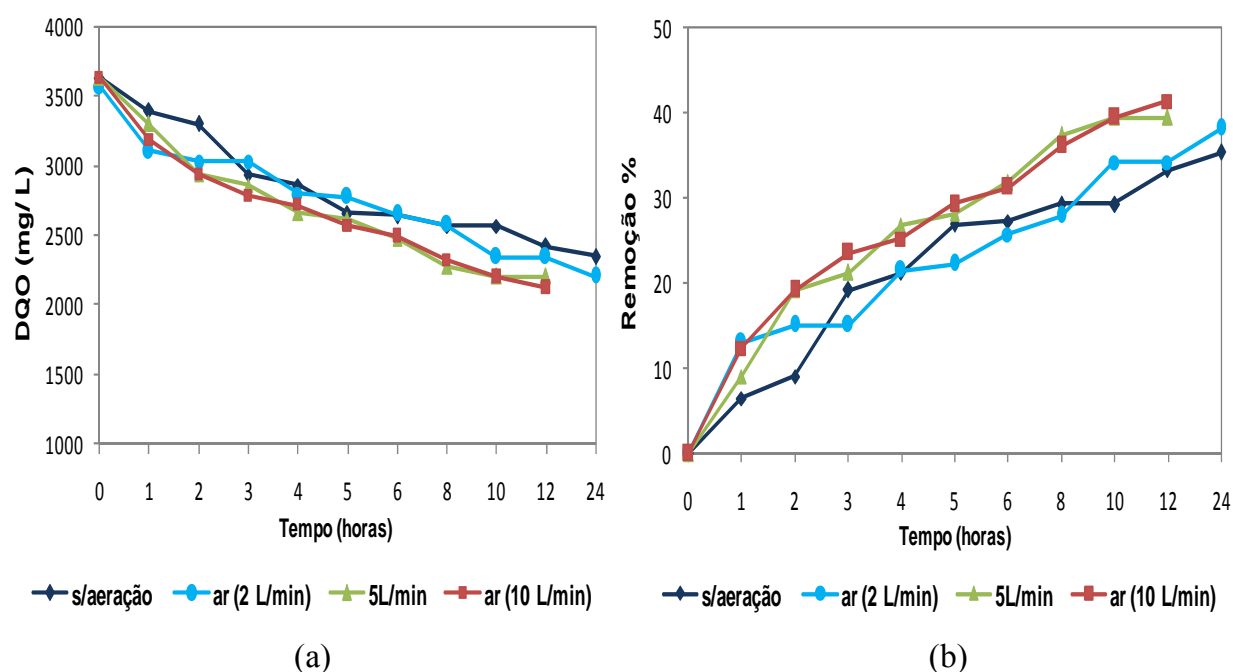 4000
3500
3000
2500
2000
1500
1000
DQO (mg/ L)
0 1 2 3 4 5 6 8 10 12 24
Tempo (horas)
s/aeração ar (2 L/min) 5L/min ar (10 L/min)
(a)
50
40
30
20
10
0
Remoção %
0 1 2 3 4 5 6 8 10 12 24
Tempo (horas)
s/aeração ar (2 L/min) 5L/min ar (10 L/min)
(b)